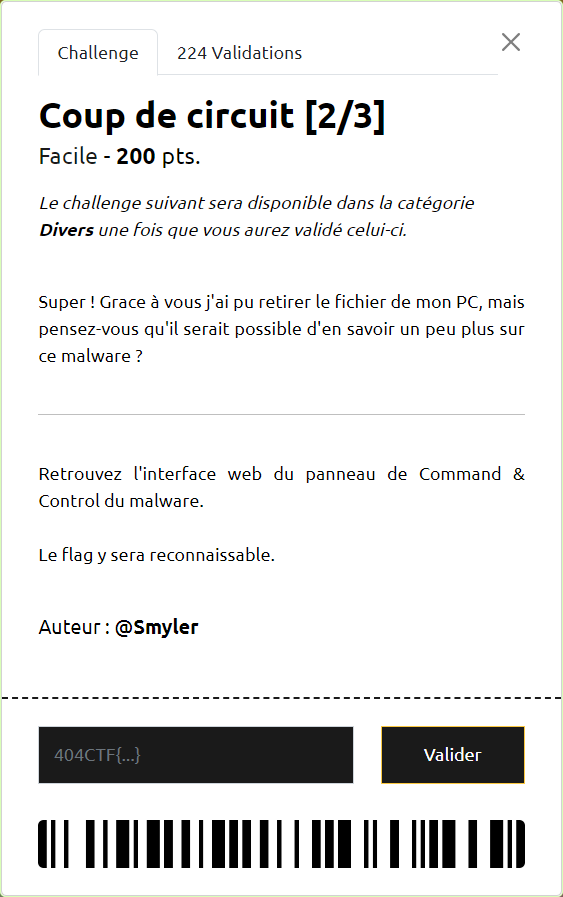 Challenge
224 Validations
Coup de circuit [2/3]
Facile - 200 pts.
Le challenge suivant sera disponible dans la catégorie
Divers une fois que vous aurez validé celui-ci.
Super ! Grace à vous j'ai pu retirer le fichier de mon PC, mais
pensez-vous qu'il serait possible d'en savoir un peu plus sur
ce malware ?
Retrouvez l'interface web du panneau de Command &
Control du malware.
Le flag y sera reconnaissable.
Auteur : @Smyler
404CTF{...}
Valider